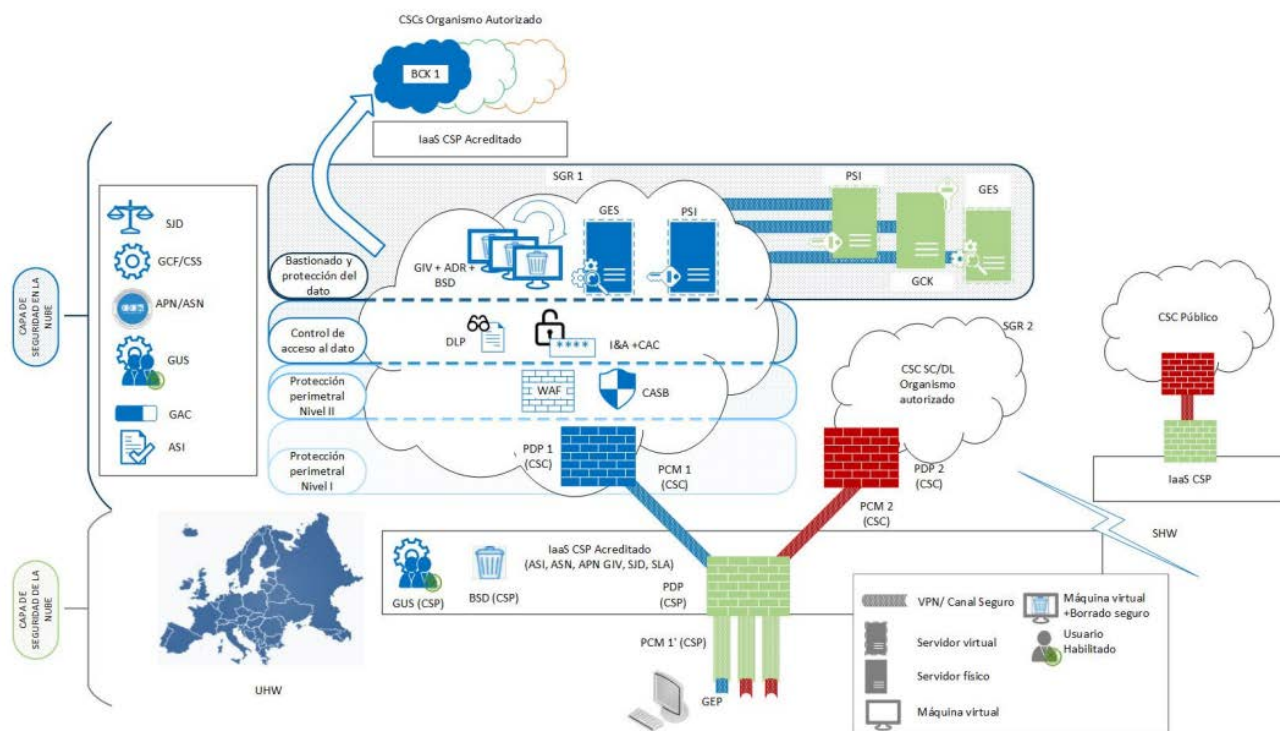 CSCs Organismo Autorizado
BCK 1
IaaS CSP Acreditado
CAPA DE
SEGURIDAD EN LA
NUBE
SJD
GCF/CSS
APN/ASN
GUS
GAC
ASI
SGR 1
PSI
GES
GES
PSI
GCK
Bastionado y
protección del
dato
GIV + ADR +
BSD
Control de
acceso al dato
DLP
****
I&A +CAC
Protección
perimetral
Nivel II
WAF
CASB
Protección
perimetral
Nivel I
PDP 1
(CSC)
PCM 1
(CSC)
SGR 2
CSC SC/DL
Organismo
autorizado
PDP 2
(CSC)
PCM 2
(CSC)
CSC Público
IaaS CSP
SHW
CAPA DE
SEGURIDAD DE LA
NUBE
UHW
GUS (CSP)
BSD (CSP)
IaaS CSP Acreditado
(ASI, ASN, APN GIV, SJD, SLA)
PDP
(CSP)
PCM 1' (CSP)
GEP
VPN/ Canal Seguro
Servidor virtual
Servidor físico
Máquina virtual
Máquina virtual
+Borrado seguro
Usuario
Habilitado